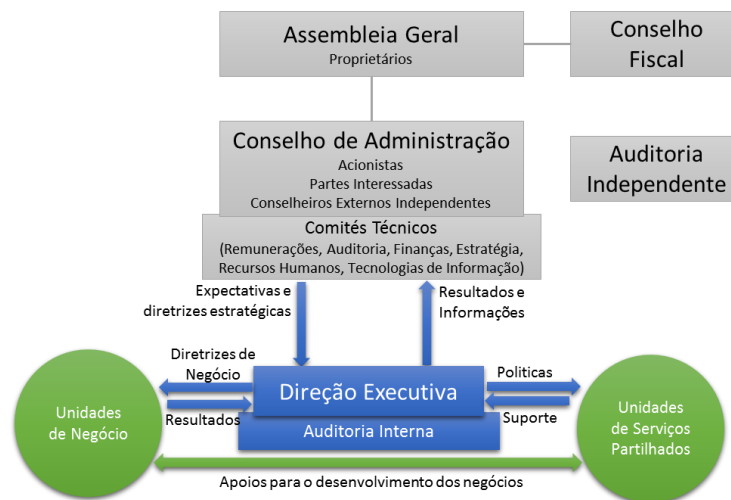 Assembleia Geral
Proprietários
Conselho
Fiscal
Conselho de Administração
Acionistas
Partes Interessadas
Conselheiros Externos Independentes
Auditoria
Independente
Comités Técnicos
(Remunerações, Auditoria, Finanças, Estratégia,
Recursos Humanos, Tecnologias de Informação)
Expectativas e
diretrizes estratégicas
Resultados e
Informações
Diretrizes de
Negócio
Resultados
Direção Executiva
Auditoria Interna
Politicas
Suporte
Unidades
de Negócio
Unidades
de Serviços
Partilhados
Apoios para o desenvolvimento dos negócios